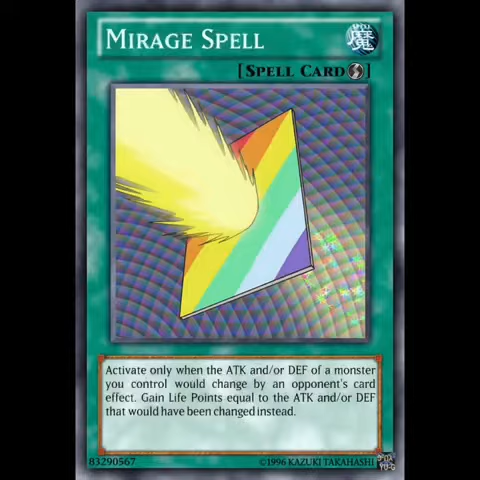 Mirage Spell
[Spell Card]
Activate only when the ATK and/or DEF of a monster
you control would change by an opponent's card
effect. Gain Life Points equal to the ATK and/or DEF
that would have been changed instead.
83290567
©1996 KAZUKI TAKAHASHI